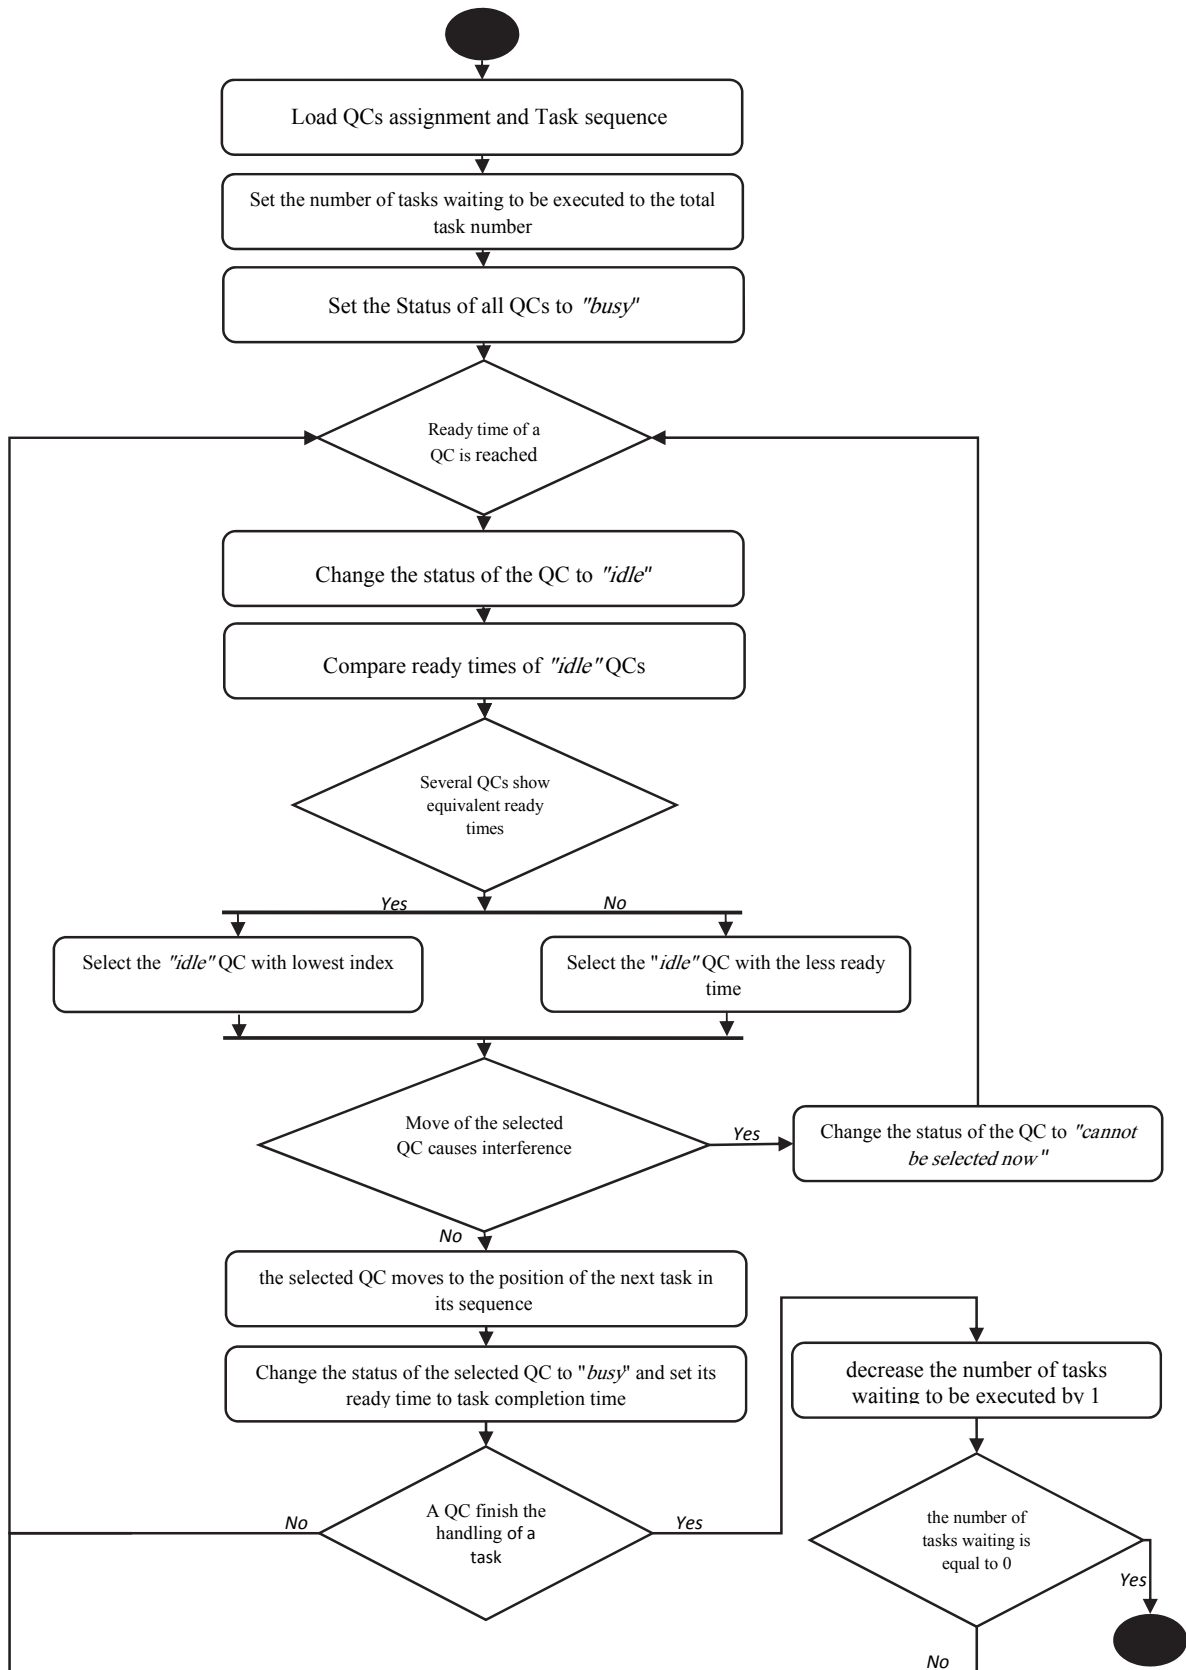 Load QCs assignment and Task sequence
Set the number of tasks waiting to be executed to the total
task number
Set the Status of all QCs to "busy"
Ready time of a
QC is reached
Change the status of the QC to "idle"
Compare ready times of "idle" QCs
Several QCs show
equivalent ready
times
Yes
No
Select the "idle" QC with lowest index
Select the "idle" QC with the less ready
time
Move of the selected
QC causes interference
Yes
Change the status of the QC to "cannot
be selected now"
No
the selected QC moves to the position of the next task in
its sequence
Change the status of the selected QC to "busy" and set its
ready time to task completion time
decrease the number of tasks
waiting to be executed by 1
A QC finish the
handling of a
task
No
Yes
the number of
tasks waiting is
equal to 0
Yes
No